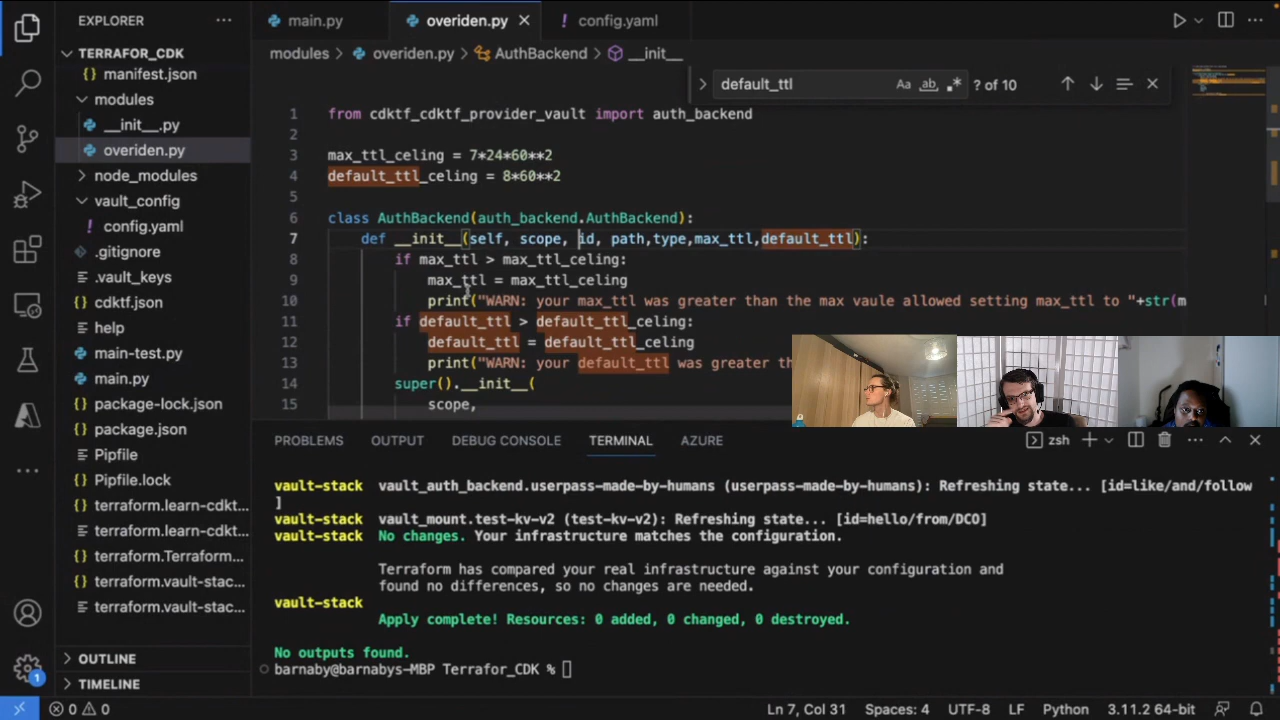 EXPLORER
TERRAFOR_CDK
manifest.json
modules
__init__.py
overiden.py
node_modules
vault_config
config.yaml
.gitignore
.vault_keys
cdktf.json
help
main-test.py
main.py
package-lock.json
package.json
Pipfile
Pipfile.lock
terraform.learn-cdkt...
terraform.learn-cdkt...
terraform.Terraform...
terraform.vault-stac...
terraform.vault-stac...
OUTLINE
TIMELINE
main.py overiden.py config.yaml
modules > overiden.py > AuthBackend > __init__
default_ttl Aa ab ? of 10
1 from cdktf_cdktf_provider_vault import auth_backend
2
3 max_ttl_celing = 7*24*60**2
4 default_ttl_celing = 8*60**2
5
6 class AuthBackend(auth_backend.AuthBackend):
7 def __init__(self, scope, id, path,type,max_ttl,default_ttl):
8 if max_ttl > max_ttl_celing:
9 max_ttl = max_ttl_celing
10 print("WARN: your max_ttl was greater than the max vaule allowed setting max_ttl to "+str(m
11 if default_ttl > default_ttl_celing:
12 default_ttl = default_ttl_celing
13 print("WARN: your default_ttl was greater th
14 super().__init__(
15 scope,
PROBLEMS OUTPUT DEBUG CONSOLE TERMINAL AZURE
zsh
vault-stack vault_auth_backend.userpass-made-by-humans (userpass-made-by-humans): Refreshing state... [id=like/and/follow
]
vault-stack vault_mount.test-kv-v2 (test-kv-v2): Refreshing state... [id=hello/from/DCO]
vault-stack No changes. Your infrastructure matches the configuration.
Terraform has compared your real infrastructure against your configuration and
found no differences, so no changes are needed.
vault-stack
Apply complete! Resources: 0 added, 0 changed, 0 destroyed.
No outputs found.
barnaby@barnabys-MBP Terrafor_CDK %
1
0 0 Ln 7, Col 31 Spaces: 4 UTF-8 LF Python 3.11.2 64-bit